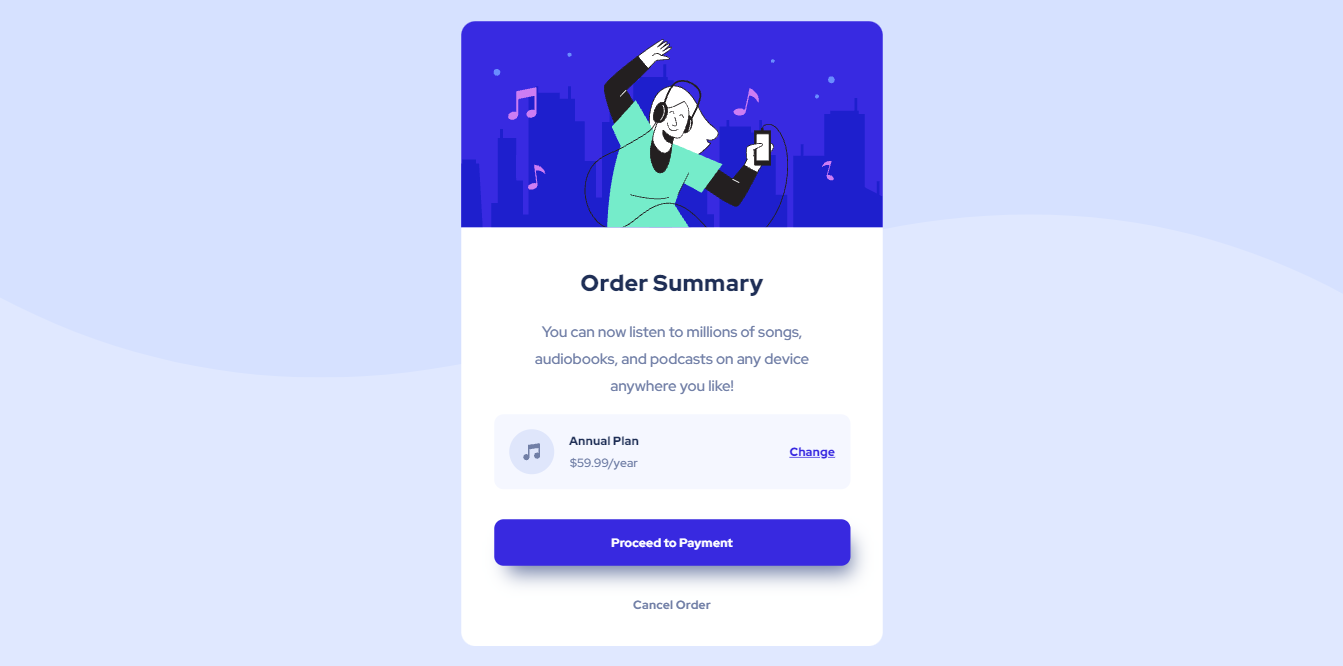 Order Summary
You can now listen to millions of songs,
audiobooks, and podcasts on any device
anywhere you like!
Annual Plan
$59.99/year
Change
Proceed to Payment
Cancel Order